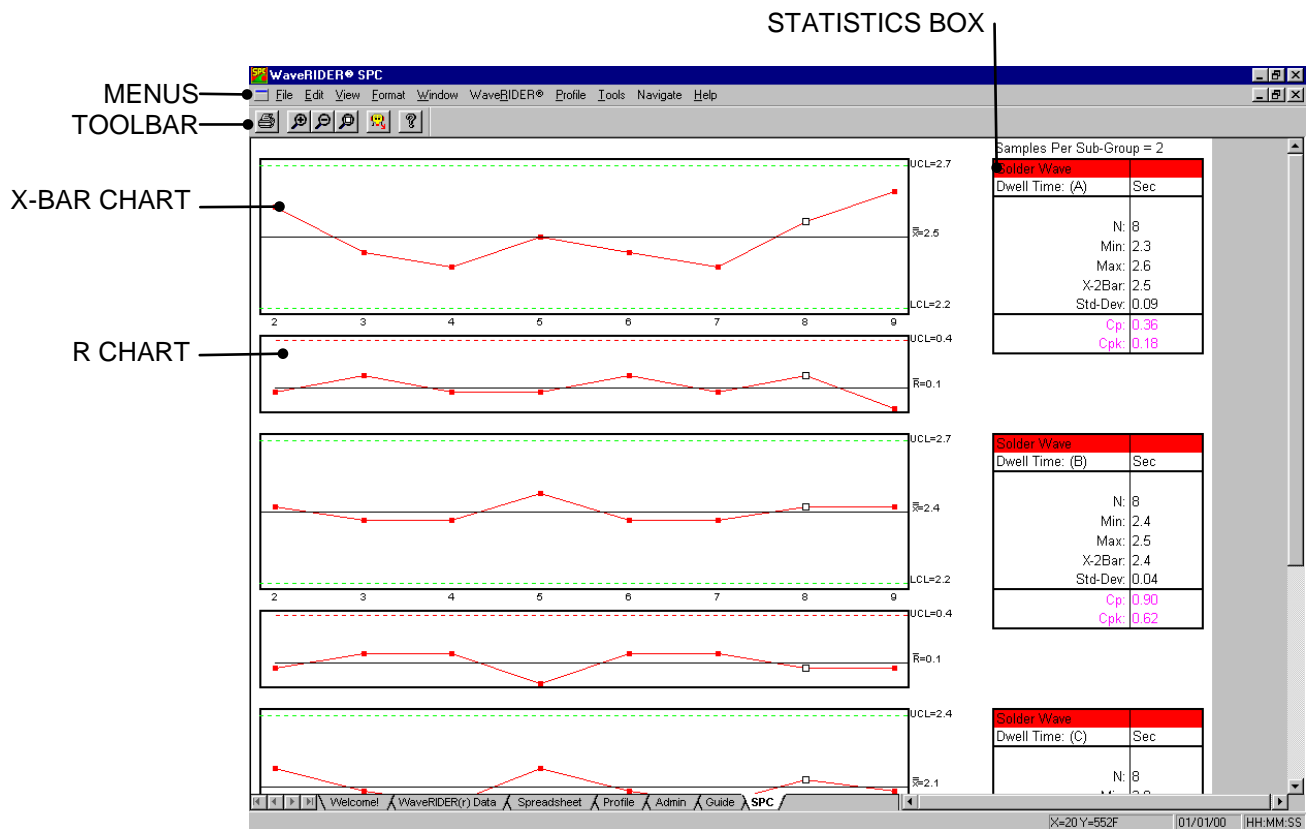 STATISTICS BOX
WaveRIDER® SPC
MENUS
File Edit View Format Window WaveRIDER® Profile Tools Navigate Help
TOOLBAR
Samples Per Sub-Group = 2
X-BAR CHART
UCL=2.7
x̿=2.5
LCL=2.2
2 3 4 5 6 7 8 9
Solder Wave
Dwell Time: (A) Sec
N: 8
Min: 2.3
Max: 2.6
X-2Bar: 2.5
Std-Dev: 0.09
Cp: 0.36
Cpk: 0.18
R CHART
UCL=0.4
R̅=0.1
UCL=2.7
x̿=2.4
LCL=2.2
2 3 4 5 6 7 8 9
Solder Wave
Dwell Time: (B) Sec
N: 8
Min: 2.4
Max: 2.5
X-2Bar: 2.4
Std-Dev: 0.04
Cp: 0.90
Cpk: 0.62
UCL=0.4
R̅=0.1
UCL=2.4
x̿=2.1
Solder Wave
Dwell Time: (C) Sec
N: 8
Welcome! WaveRIDER(r) Data Spreadsheet Profile Admin Guide SPC
X=20 Y=552F 01/01/00 HH:MM:SS